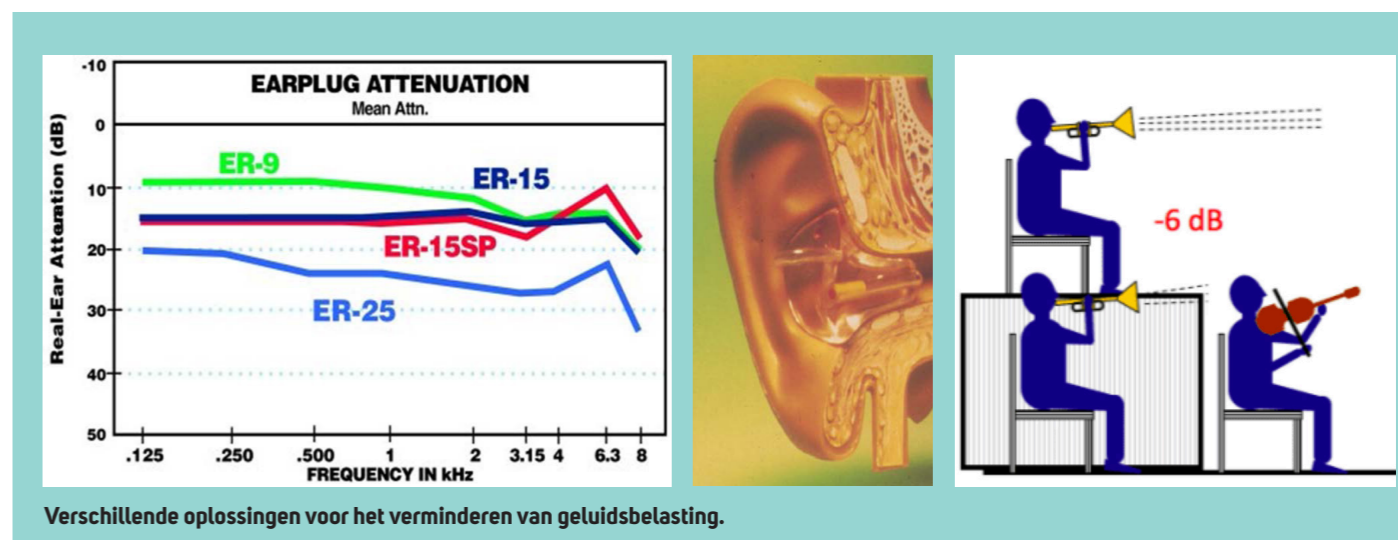 EARPLUG ATTENUATION
Mean Attn.
Real-Ear Attenuation (dB)
-10
0
10
20
30
40
50
ER-9
ER-15
ER-15SP
ER-25
.125 .250 .500 1 2 3.15 4 6.3 8
FREQUENCY IN kHz
-6 dB
Verschillende oplossingen voor het verminderen van geluidsbelasting.